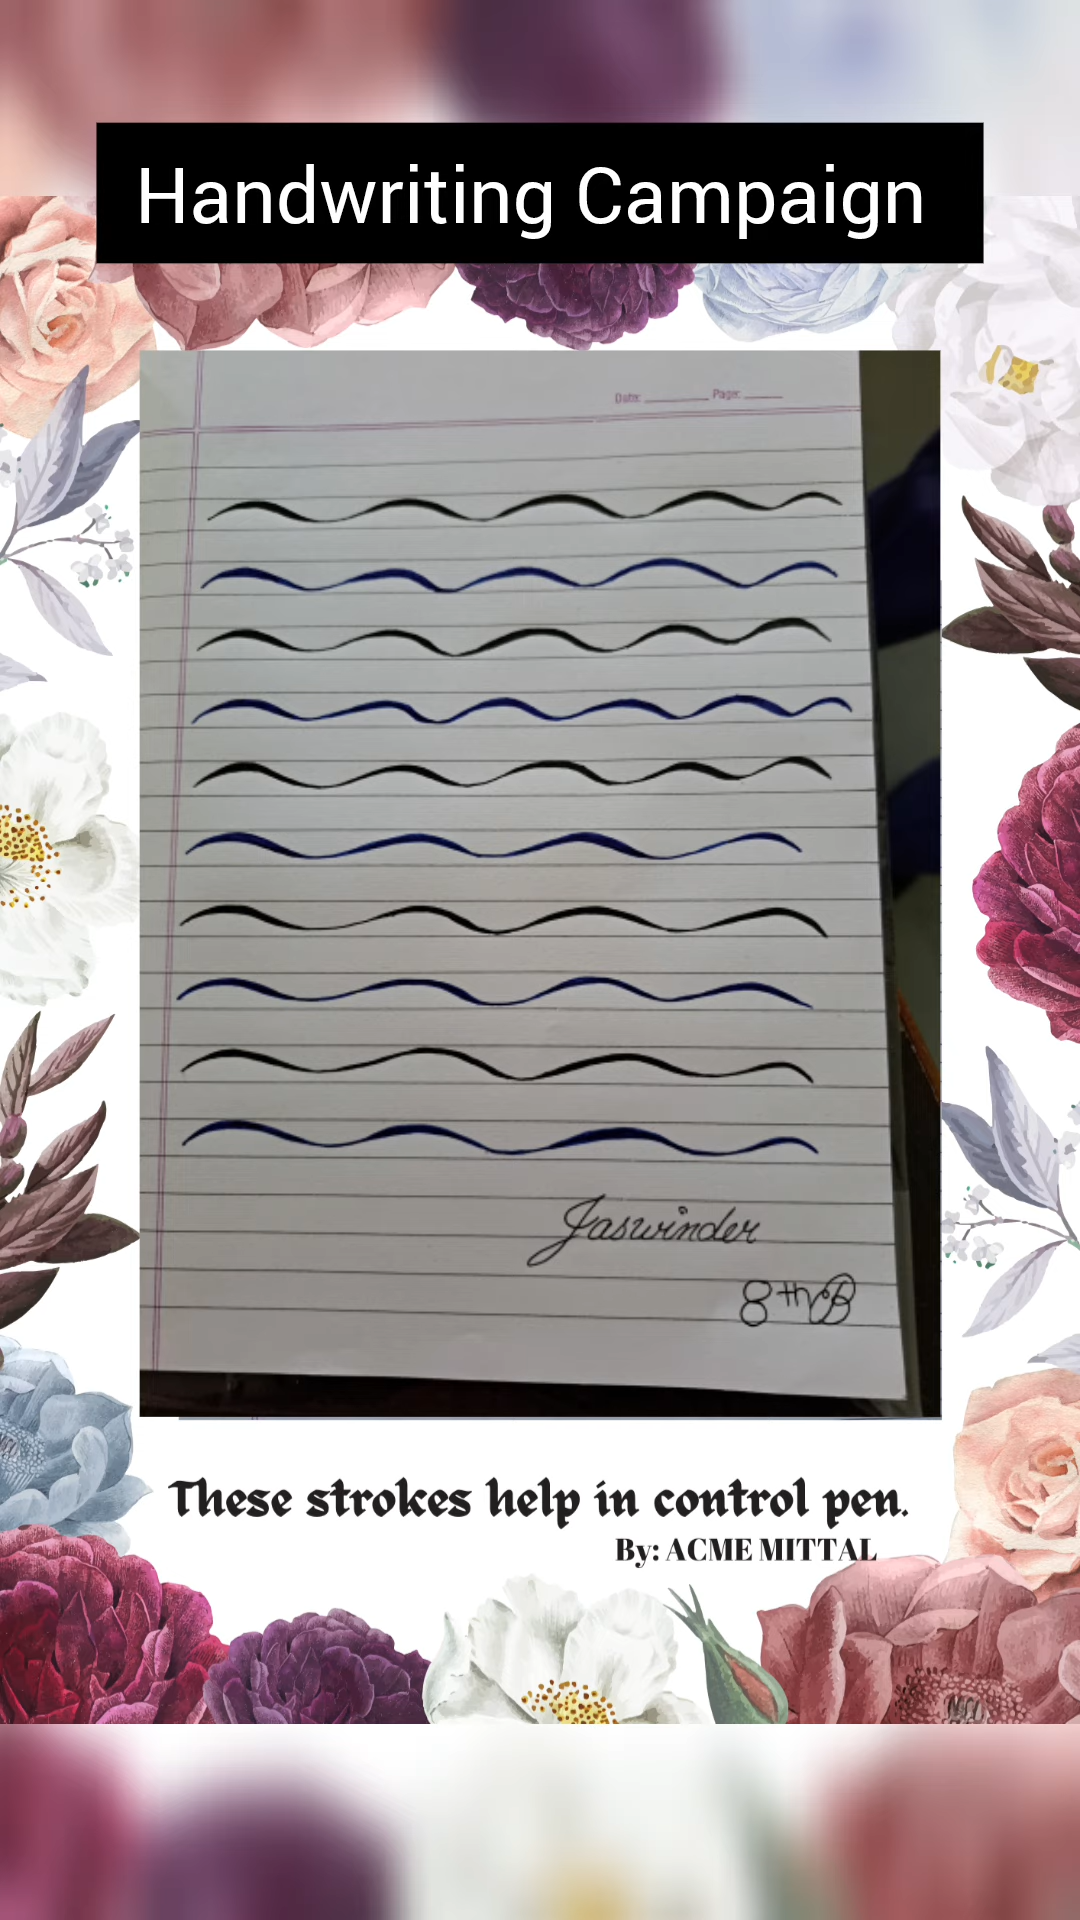 Handwriting Campaign
Date: Page:
Jaswinder
8th B
These strokes help in control pen.
By: ACME MITTAL